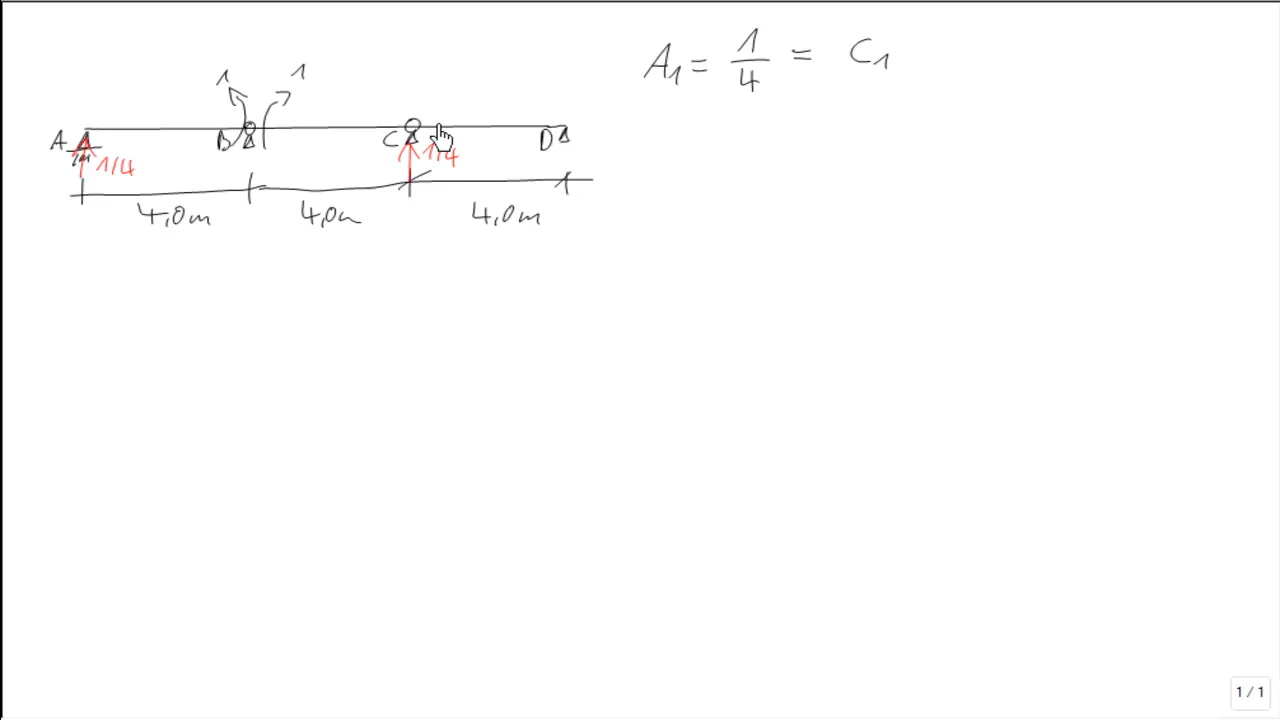 A₁ = 1/4 = C₁
1 1
A B C D
1/4 1/4
4,0m 4,0m 4,0m
1 / 1